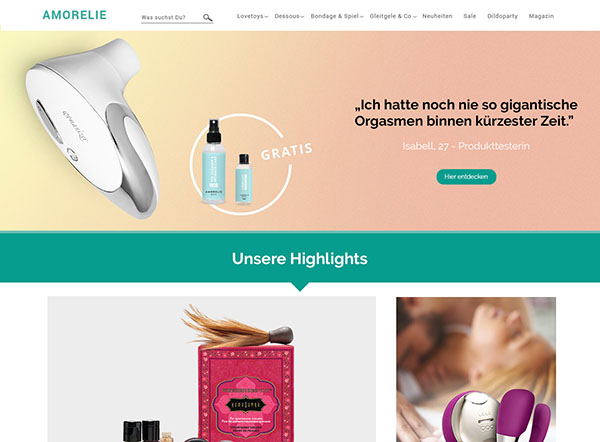 AMORELIE
Was suchst Du?
Lovetoys Dessous Bondage & Spiel Gleitgele & Co Neuheiten Sale Dildoparty Magazin
„Ich hatte noch nie so gigantische
Orgasmen binnen kürzester Zeit.”
GRATIS
Isabell, 27 - Produkttesterin
AMORELIE
Hier entdecken
Unsere Highlights
KAMASUTRA